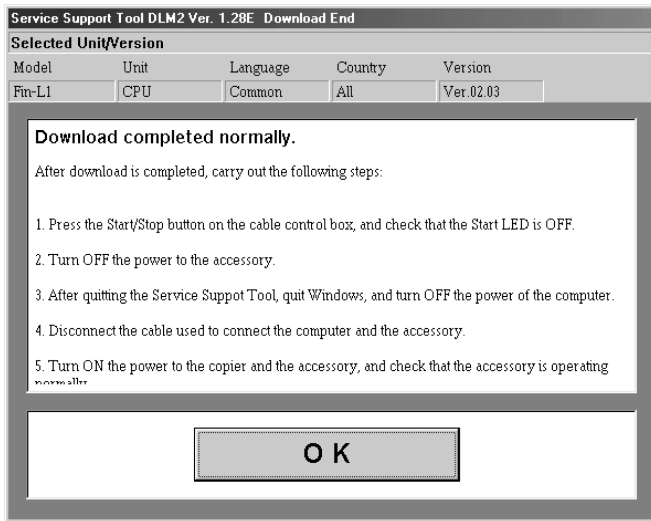 Service Support Tool DLM2 Ver. 1.28E  Download End
Selected Unit/Version
Model Unit Language Country Version
Fin-L1 CPU Common All Ver.02.03
Download completed normally.
After download is completed, carry out the following steps:
1. Press the Start/Stop button on the cable control box, and check that the Start LED is OFF.
2. Turn OFF the power to the accessory.
3. After quitting the Service Suppot Tool, quit Windows, and turn OFF the power of the computer.
4. Disconnect the cable used to connect the computer and the accessory.
5. Turn ON the power to the copier and the accessory, and check that the accessory is operating
normally.
O K